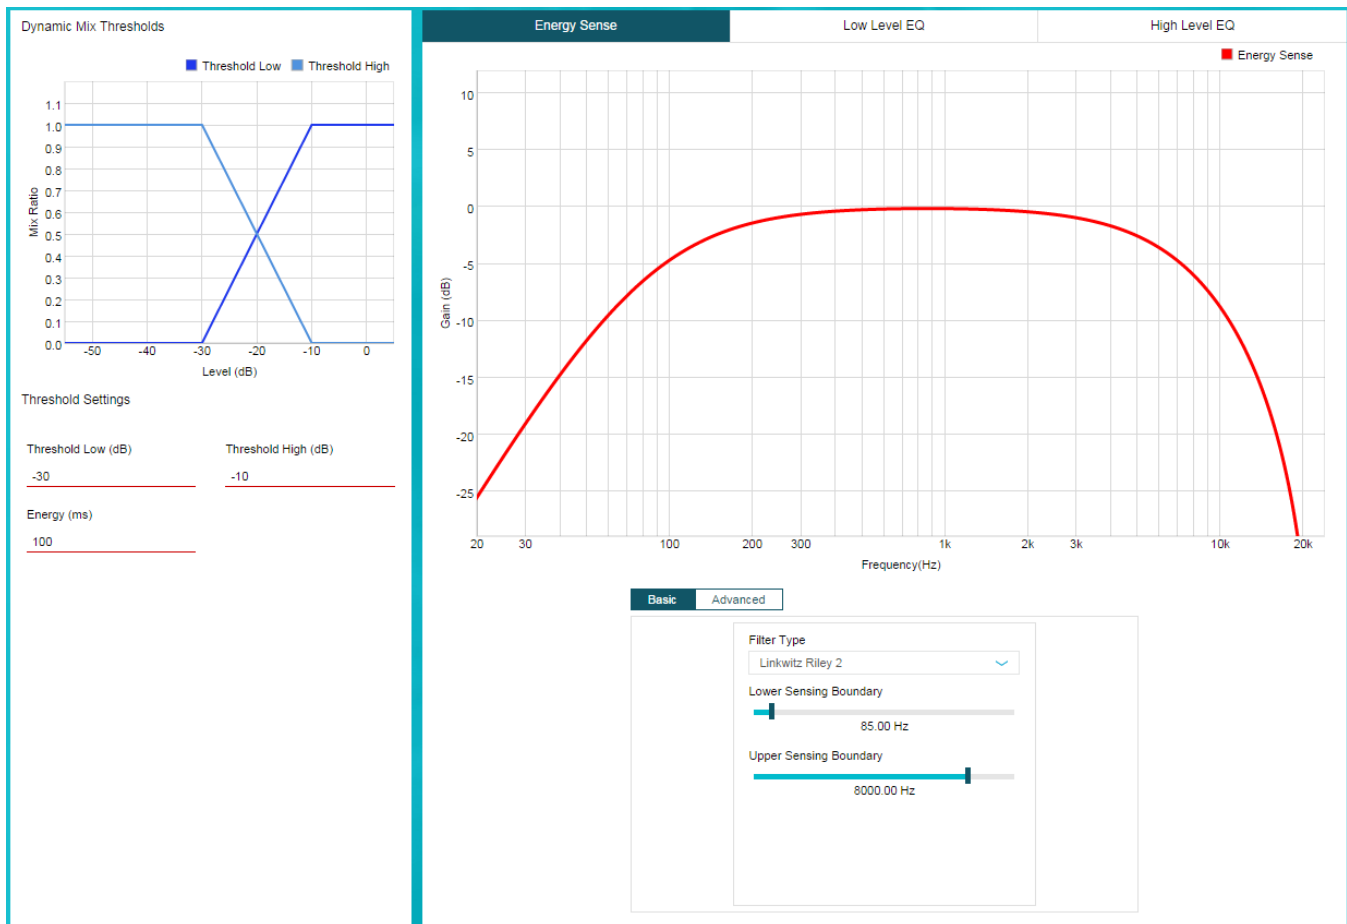 Dynamic Mix Thresholds
Threshold Low Threshold High
1.1
1.0
0.9
0.8
0.7
0.6
0.5
0.4
0.3
0.2
0.1
0.0
Mix Ratio
-50 -40 -30 -20 -10 0
Level (dB)
Threshold Settings
Threshold Low (dB) Threshold High (dB)
-30 -10
Energy (ms)
100
Energy Sense Low Level EQ High Level EQ
Energy Sense
10
5
0
-5
-10
-15
-20
-25
Gain (dB)
20 30 100 200 300 1k 2k 3k 10k 20k
Frequency(Hz)
Basic Advanced
Filter Type
Linkwitz Riley 2
Lower Sensing Boundary
85.00 Hz
Upper Sensing Boundary
8000.00 Hz